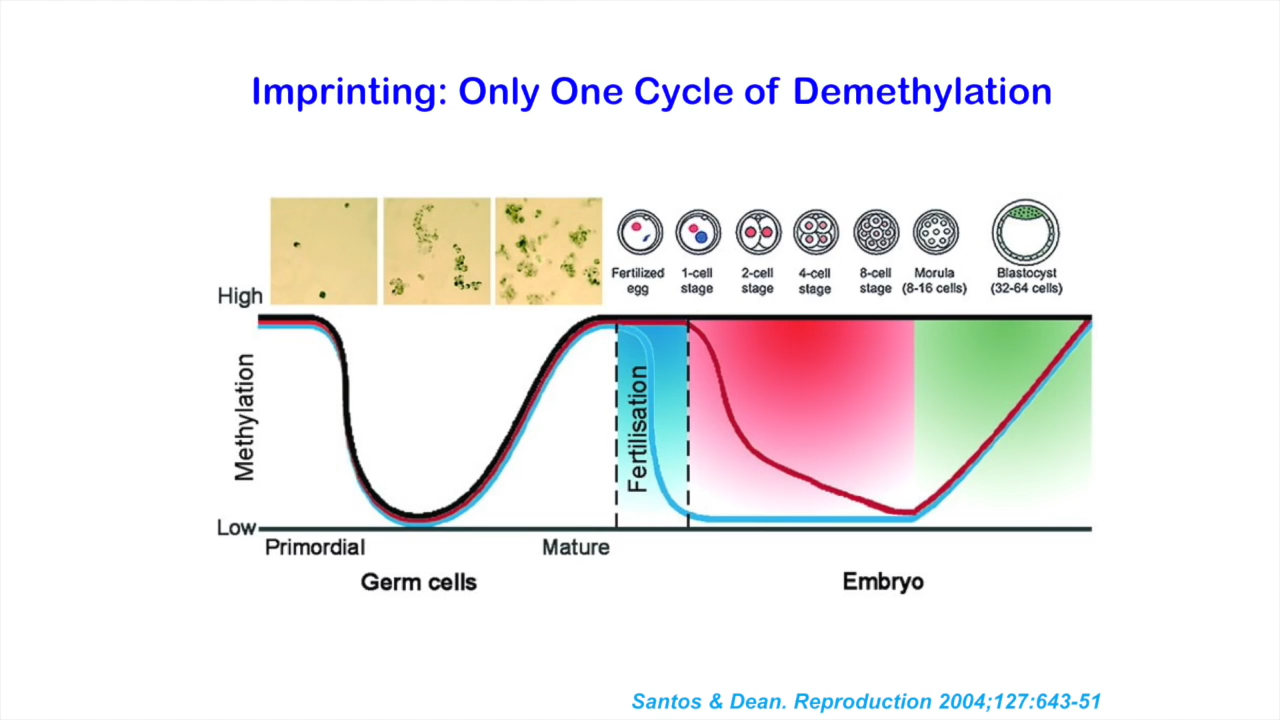 Imprinting: Only One Cycle of Demethylation
Fertilized
egg
1-cell
stage
2-cell
stage
4-cell
stage
8-cell
stage
Morula
(8-16 cells)
Blastocyst
(32-64 cells)
High
Methylation
Fertilisation
Low
Primordial
Mature
Germ cells
Embryo
Santos & Dean. Reproduction 2004;127:643-51